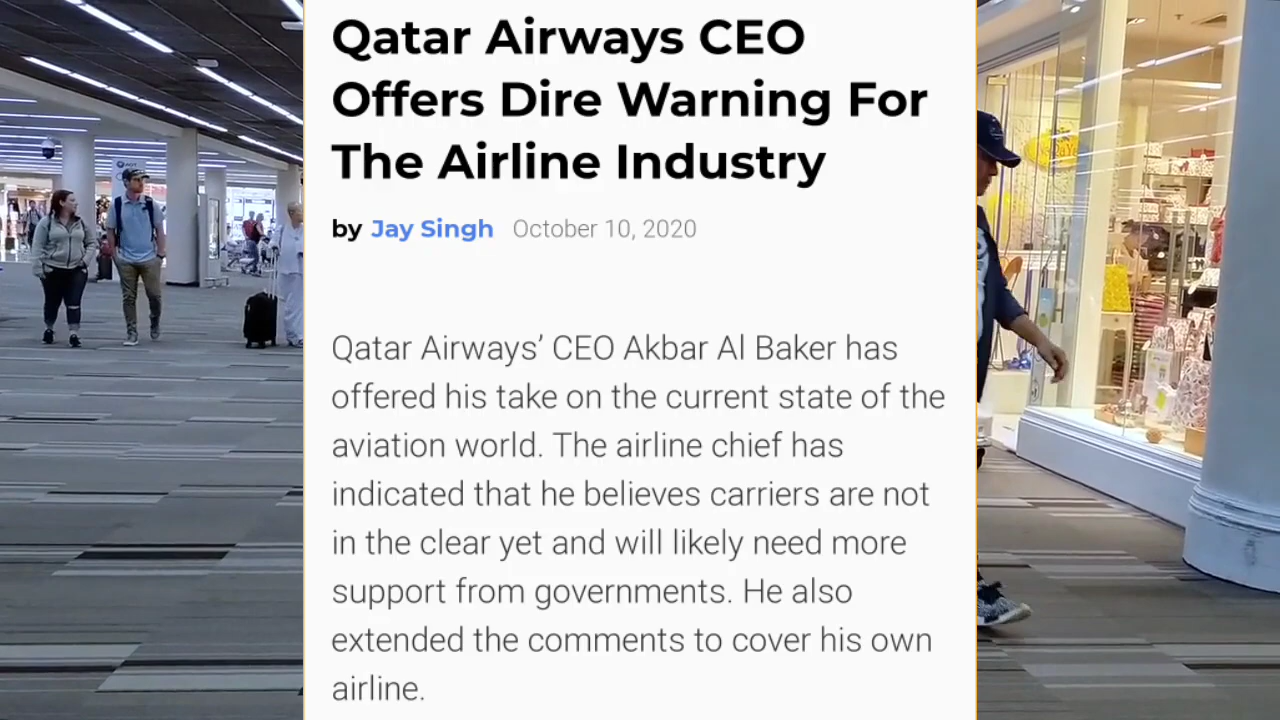 Qatar Airways CEO
Offers Dire Warning For
The Airline Industry
by Jay Singh October 10, 2020
Qatar Airways’ CEO Akbar Al Baker has
offered his take on the current state of the
aviation world. The airline chief has
indicated that he believes carriers are not
in the clear yet and will likely need more
support from governments. He also
extended the comments to cover his own
airline.